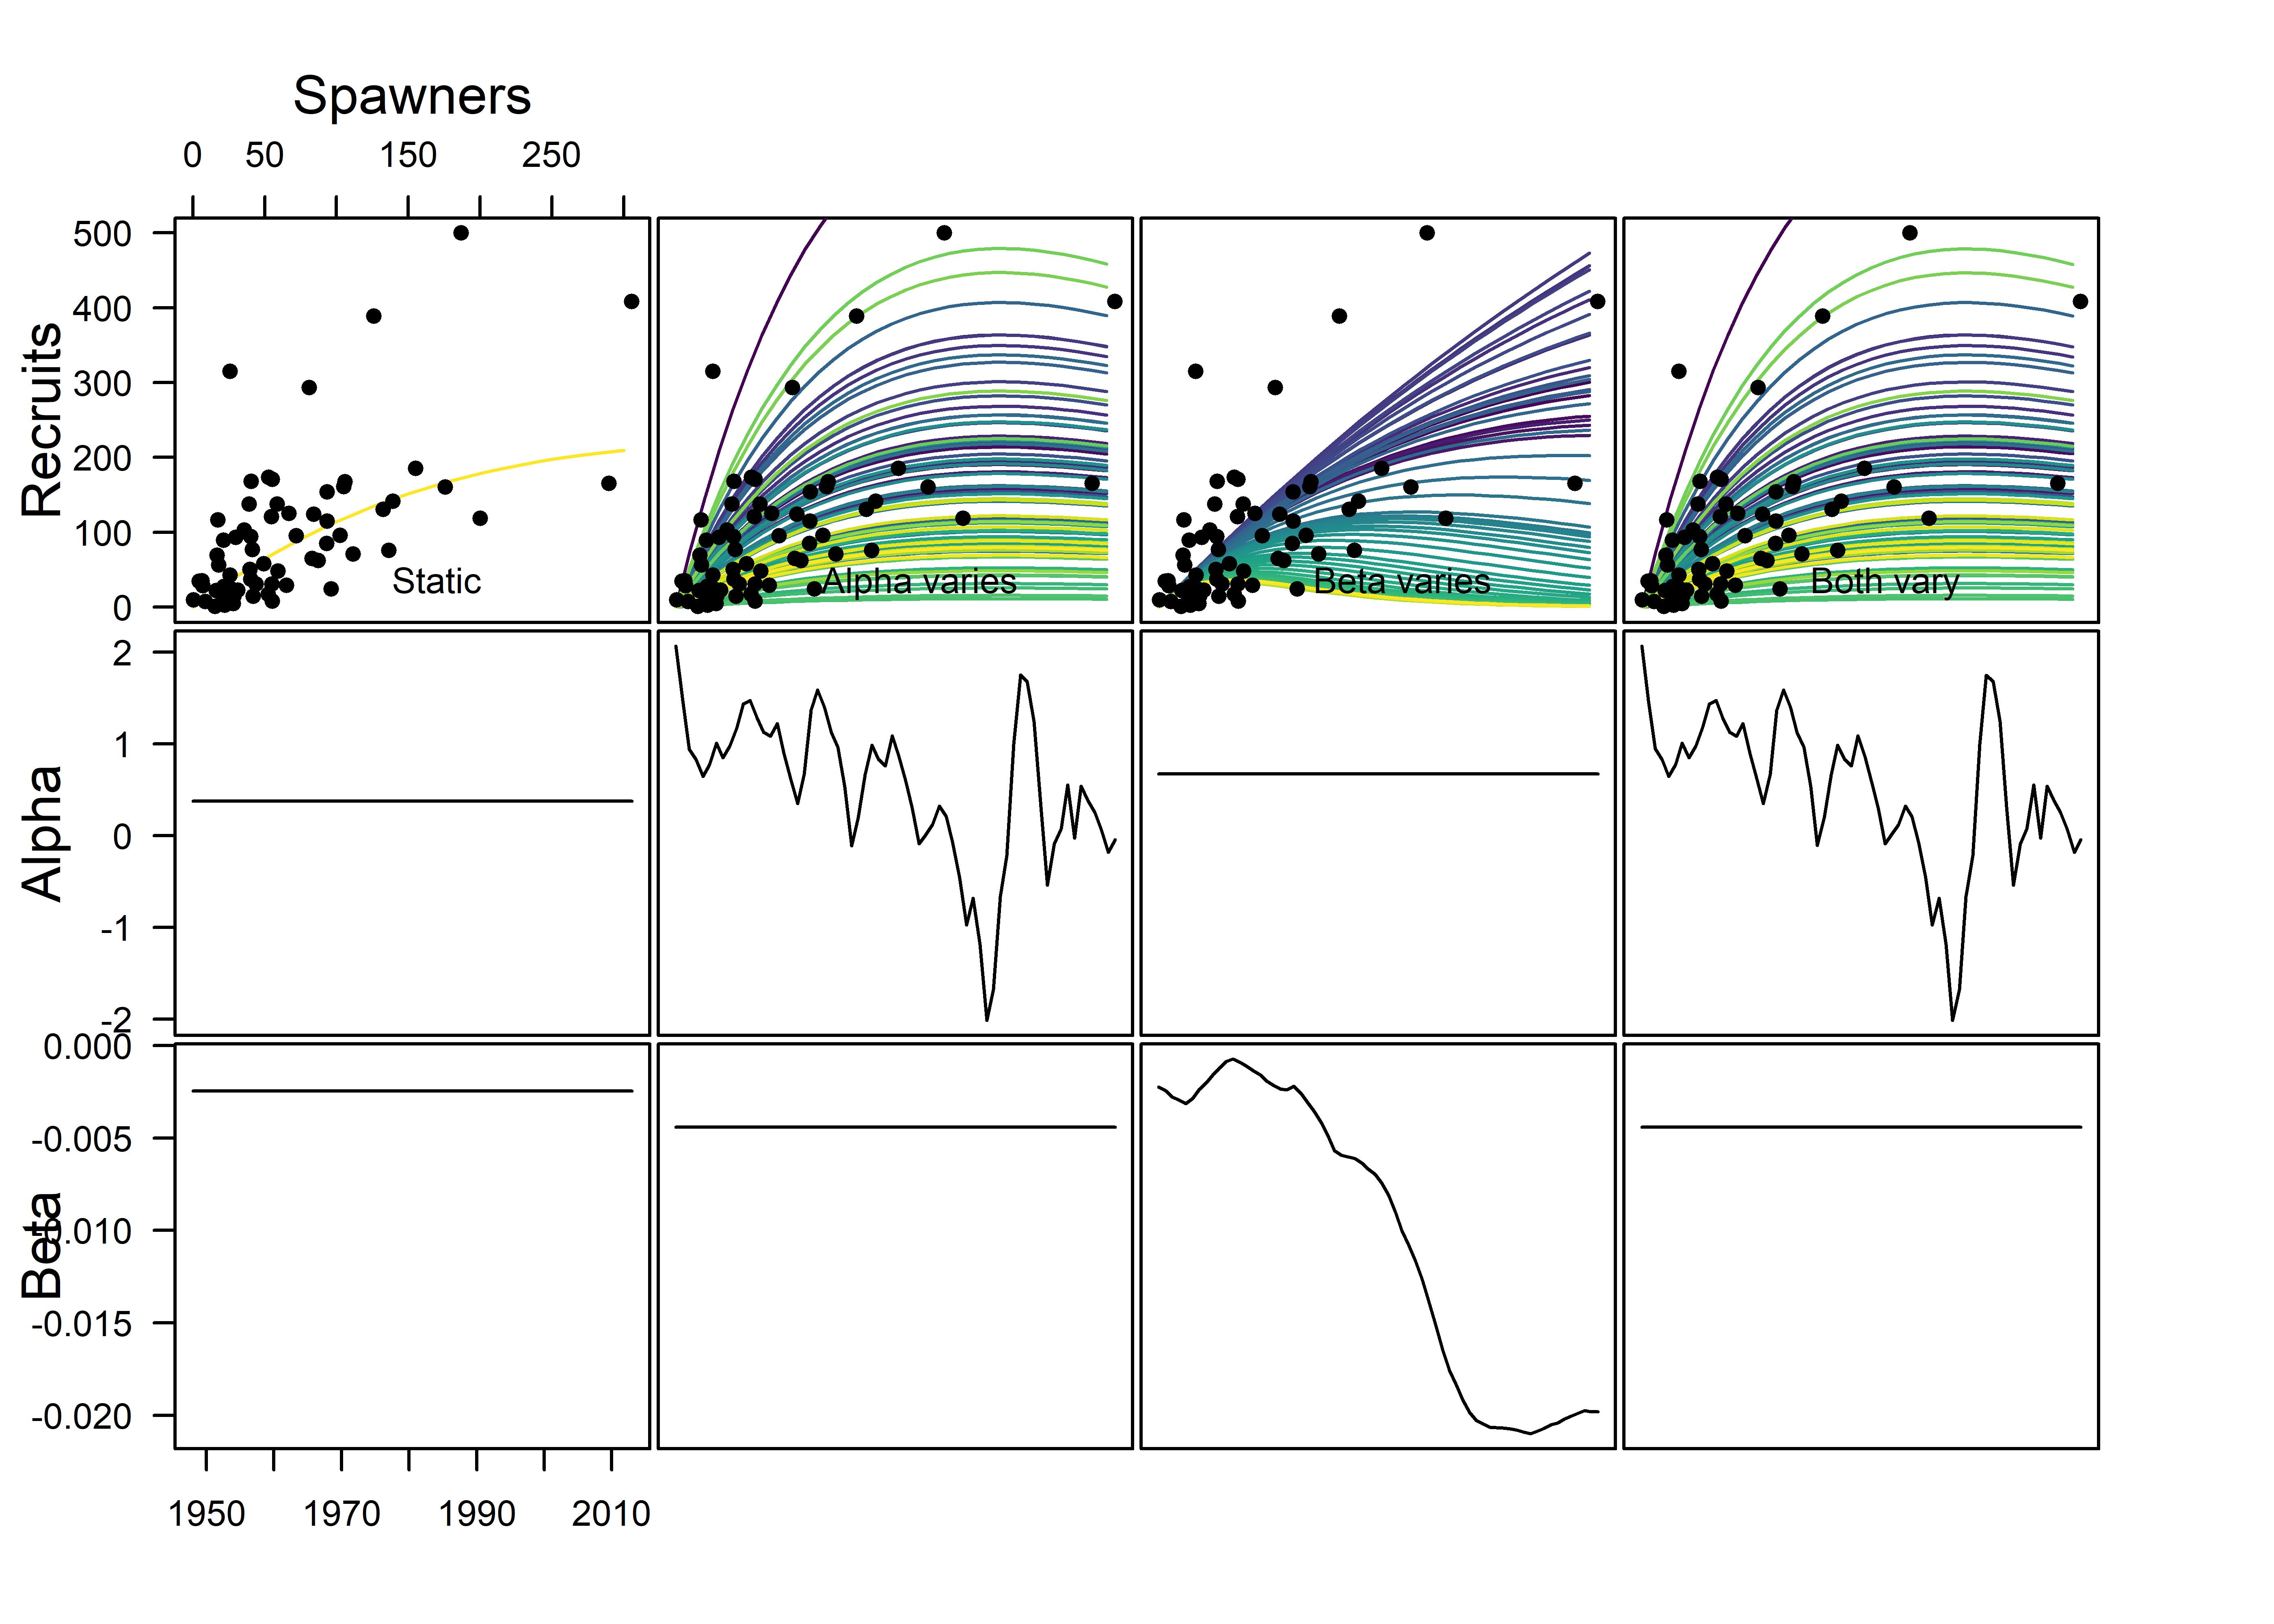 Spawners
0 50 150 250
Recruits
500
400
300
200
100
0
Static
Alpha varies
Beta varies
Both vary
Alpha
2
1
0
-1
-2
Beta
0.000
-0.005
-0.010
-0.015
-0.020
1950 1970 1990 2010